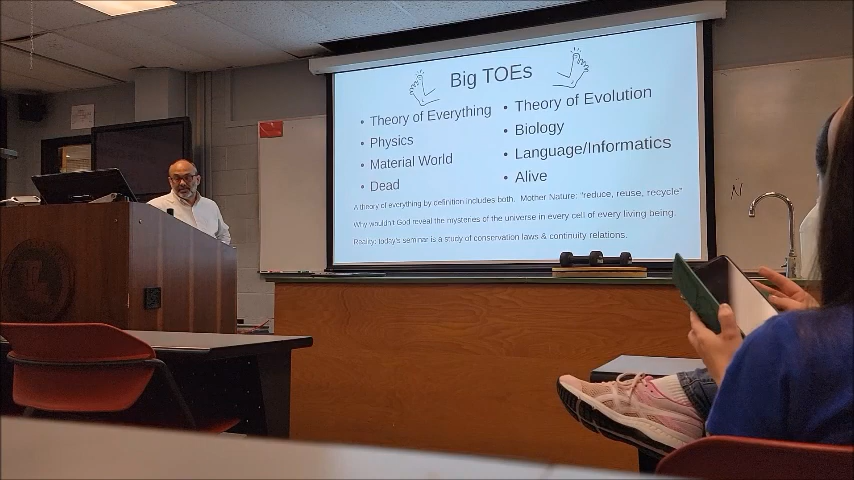 Big TOEs
• Theory of Everything
• Physics
• Material World
• Dead
• Theory of Evolution
• Biology
• Language/Informatics
• Alive
A theory of everything by definition includes both. Mother Nature: "reduce, reuse, recycle"
Why wouldn't God reveal the mysteries of the universe in every cell of every living being.
Reality: today's seminar is a study of conservation laws & continuity relations.
N